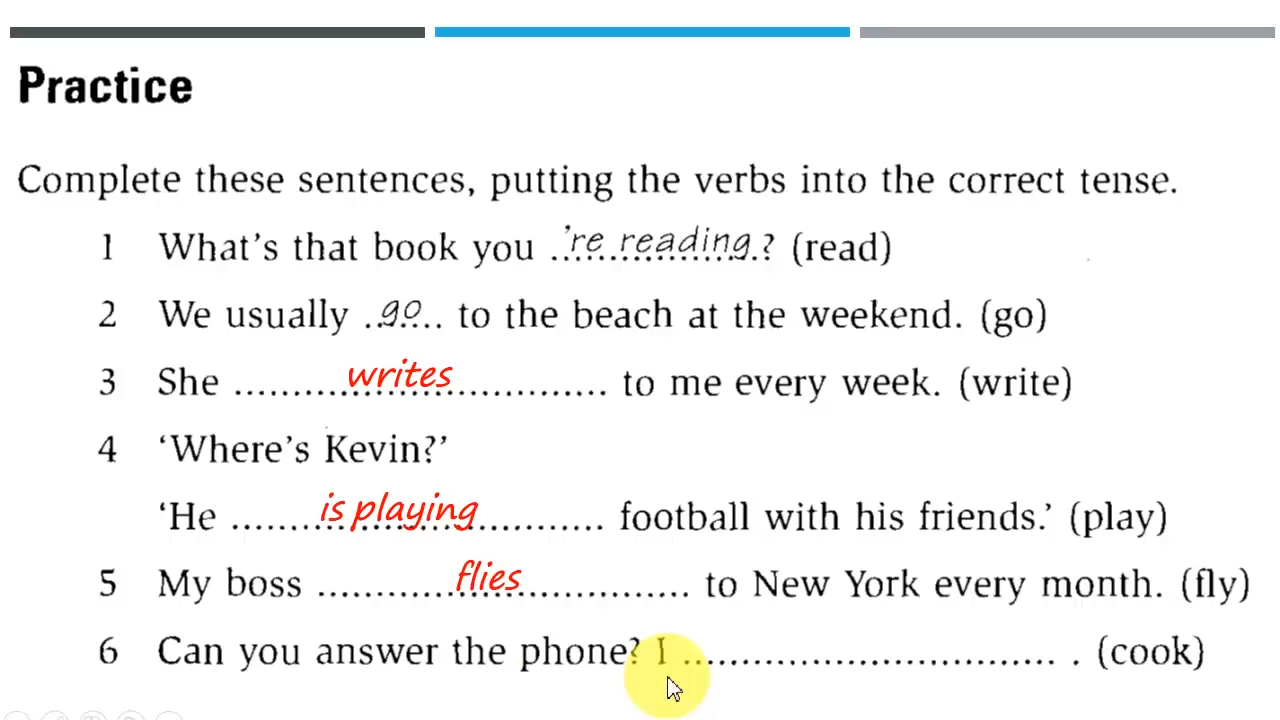 Practice
Complete these sentences, putting the verbs into the correct tense.
1 What's that book you 're reading? (read)
2 We usually ..go.. to the beach at the weekend. (go)
3 She ........ writes ........ to me every week. (write)
4 'Where's Kevin?'
'He ........ is playing ........ football with his friends.' (play)
5 My boss ........ flies ........ to New York every month. (fly)
6 Can you answer the phone? I ................ . (cook)